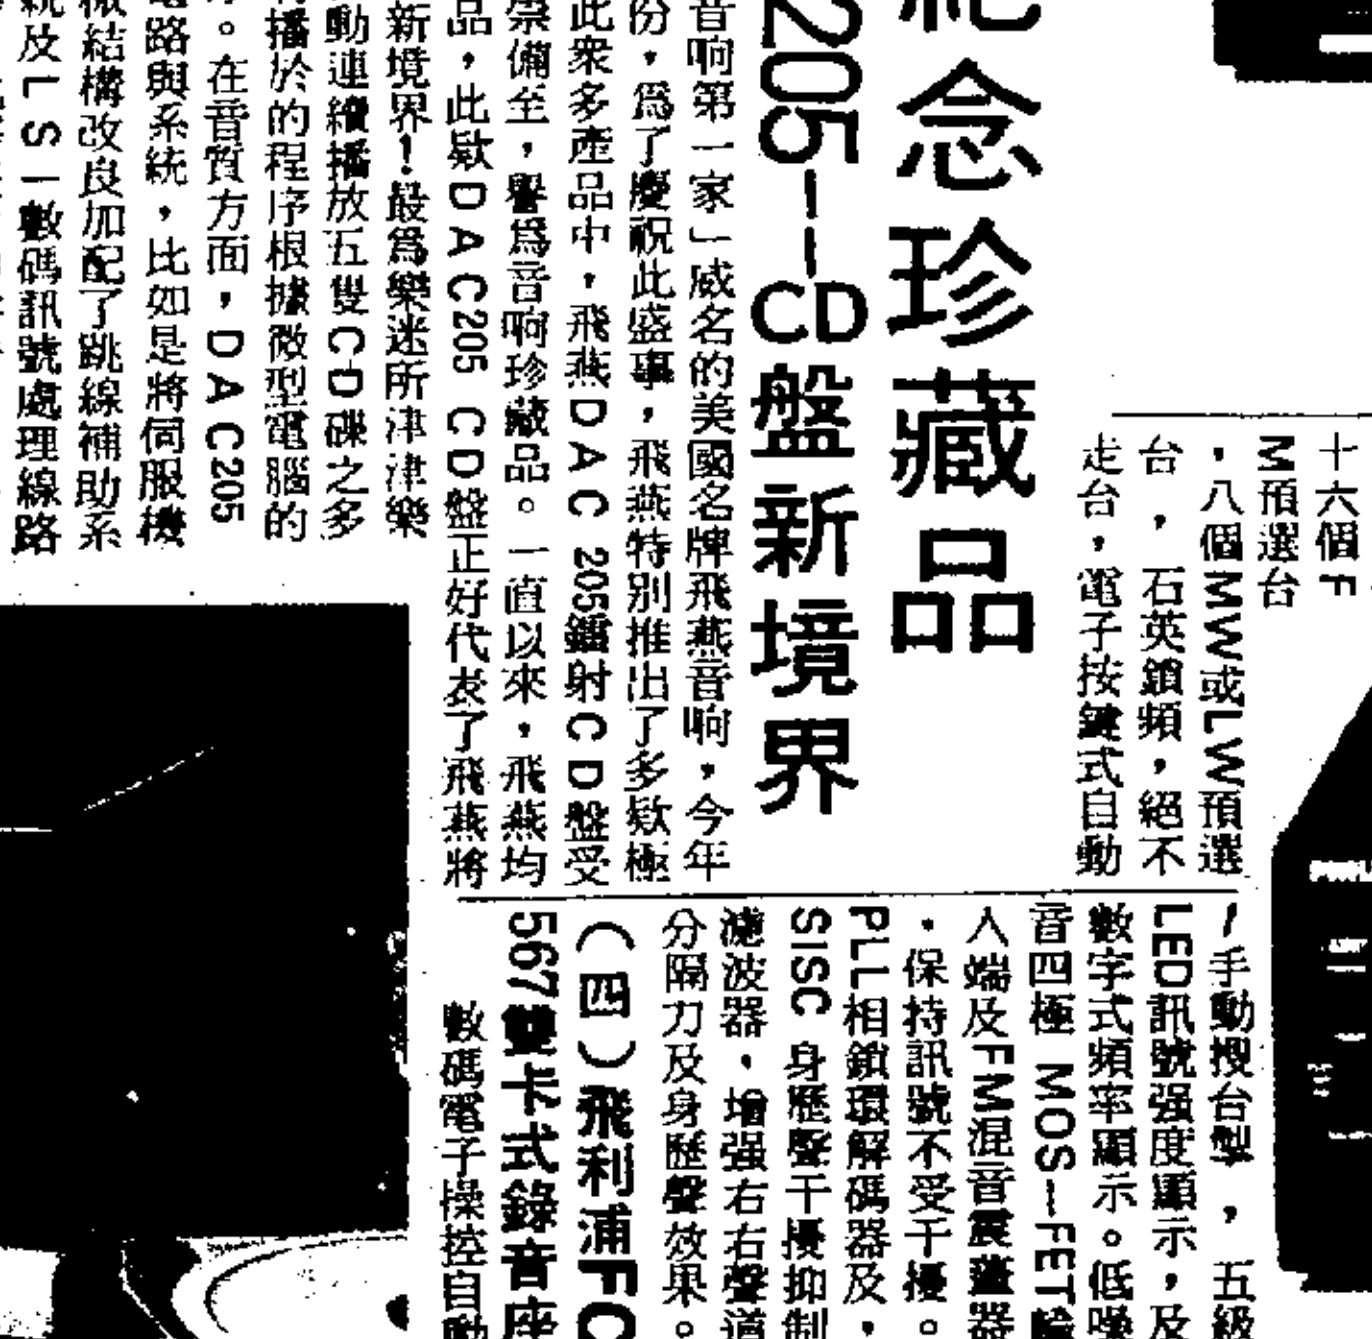 紀念珍藏品
205--CD盤新境界
音响第一家」威名的美國名牌飛燕音响，今年
份，爲了慶祝此盛事，飛燕特別推出了多欵極
此衆多產品中，飛燕DAC 205鐳射CD盤受
崇備至，譽爲音响珍藏品。一直以來，飛燕均
品，此欵DAC205 CD盤正好代表了飛燕將
新境界！最爲樂迷所津津樂
動連續播放五隻CD碟之多
播於的程序根據微型電腦的
。在音質方面，DAC205
路與系統，比如是將伺服機
微結構改良加配了跳線補助系
統及LSI數碼訊號處理線路
十六個F
M預選台
，八個MW或LW預選
台，石英鎖頻，絕不
走台，電子按鍵式自動
／手動搜台掣，五級
LED訊號强度顯示，及
數字式頻率顯示。低噪
音四極 MOS-FET輸
入端及FM混音震盪器
，保持訊號不受干擾。
PLL相鎖環解碼器及，
SISC 身歷聲干擾抑制
濾波器，增强右右聲道
分隔力及身歷聲效果。
（四）飛利浦FC
567雙卡式錄音座
數碼電子操控自動